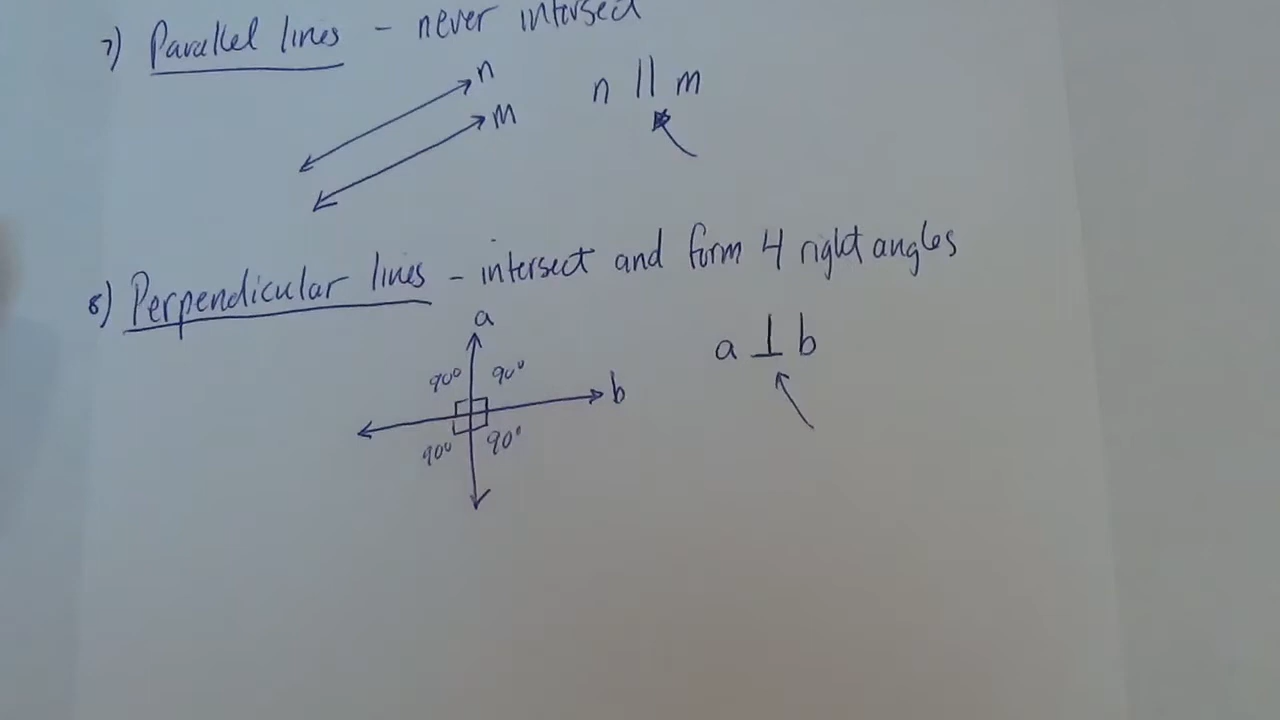 7) Parallel lines - never intersect
n
m
n || m
8) Perpendicular lines - intersect and form 4 right angles
a
90° 90°
b
90° 90°
a ⊥ b